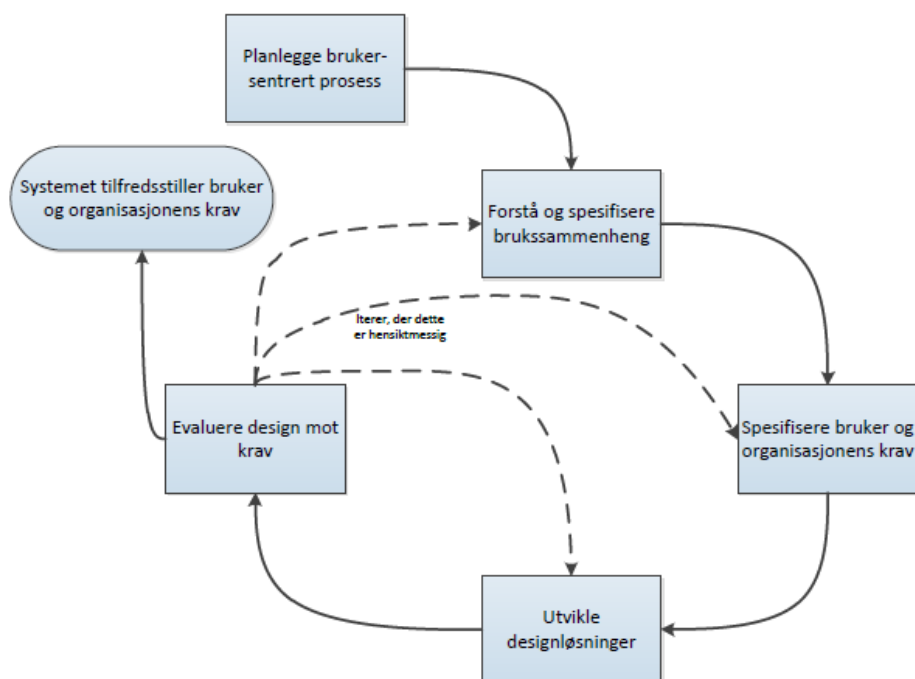 Planlegge bruker-
sentrert prosess
Systemet tilfredsstiller bruker
og organisasjonens krav
Forstå og spesifisere
brukssammenheng
Iterer, der dette
er hensiktmessig
Evaluere design mot
krav
Spesifisere bruker og
organisasjonens krav
Utvikle
designløsninger